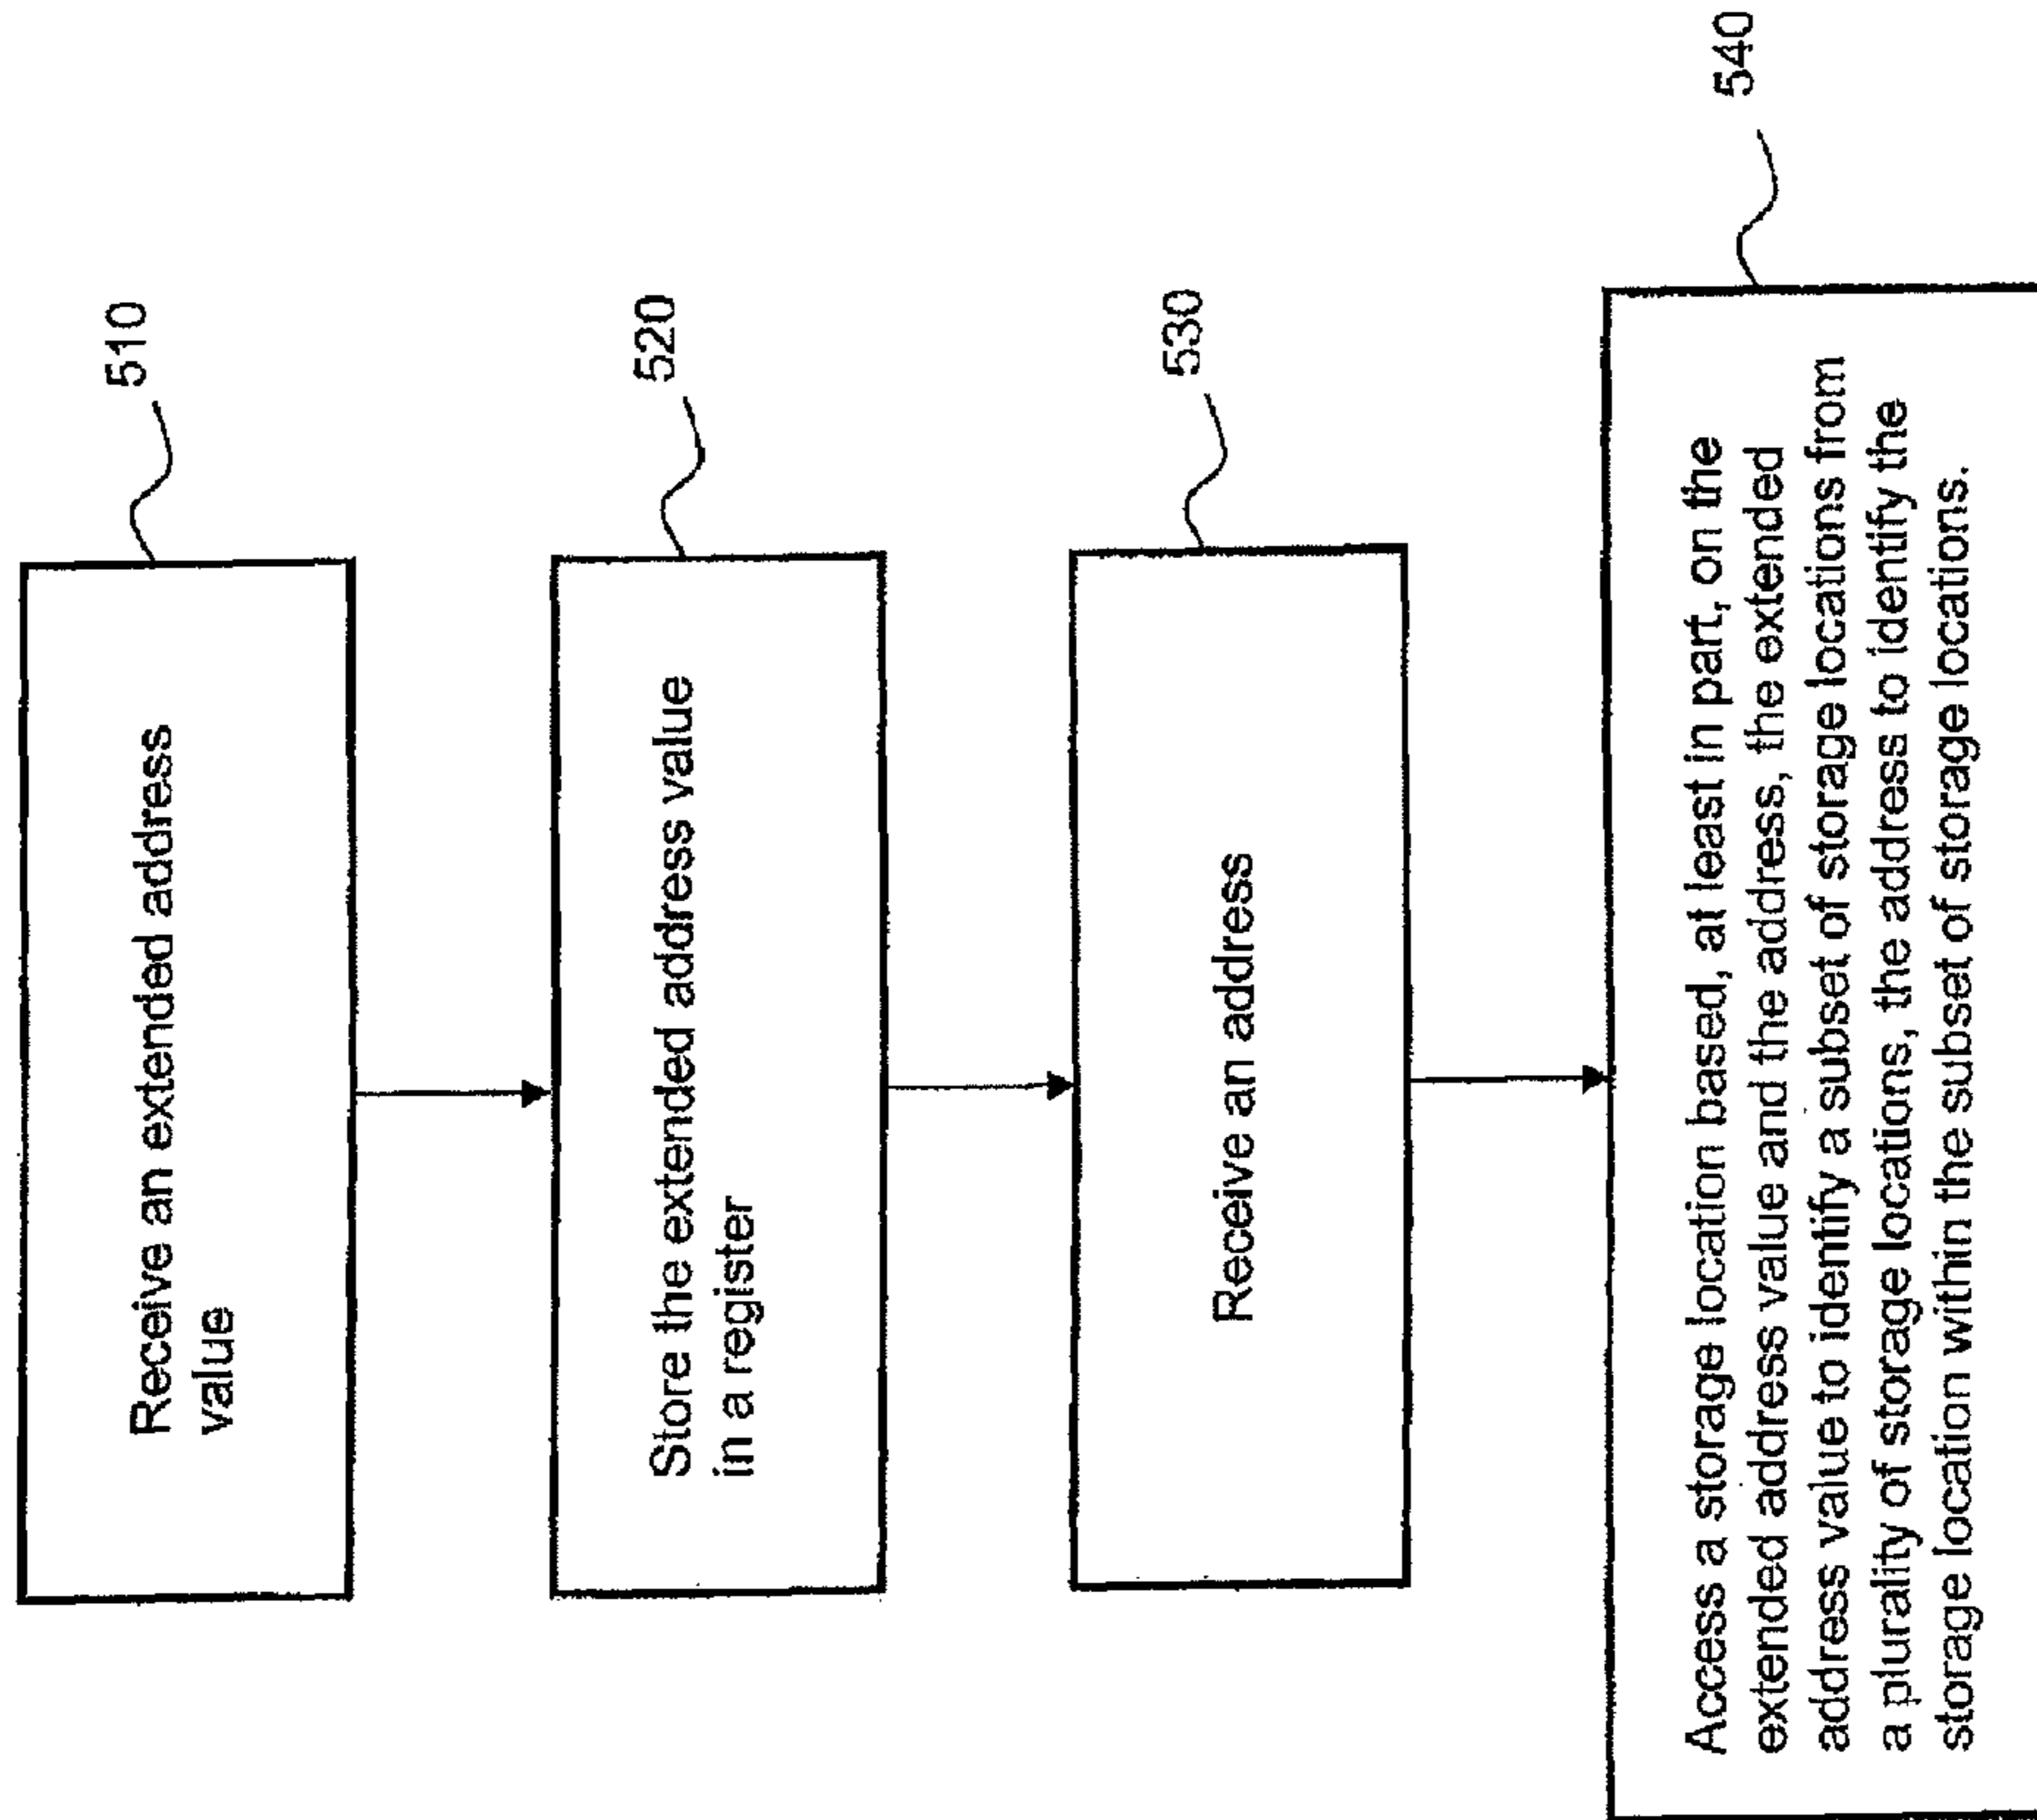 510
Receive an extended address
value
520
Store the extended address value
in a register
530
Receive an address
540
Access a storage location based, at least in part, on the
extended address value and the address, the extended
address value to identify a subset of storage locations from
a plurality of storage locations, the address to identify the
storage location within the subset of storage locations.